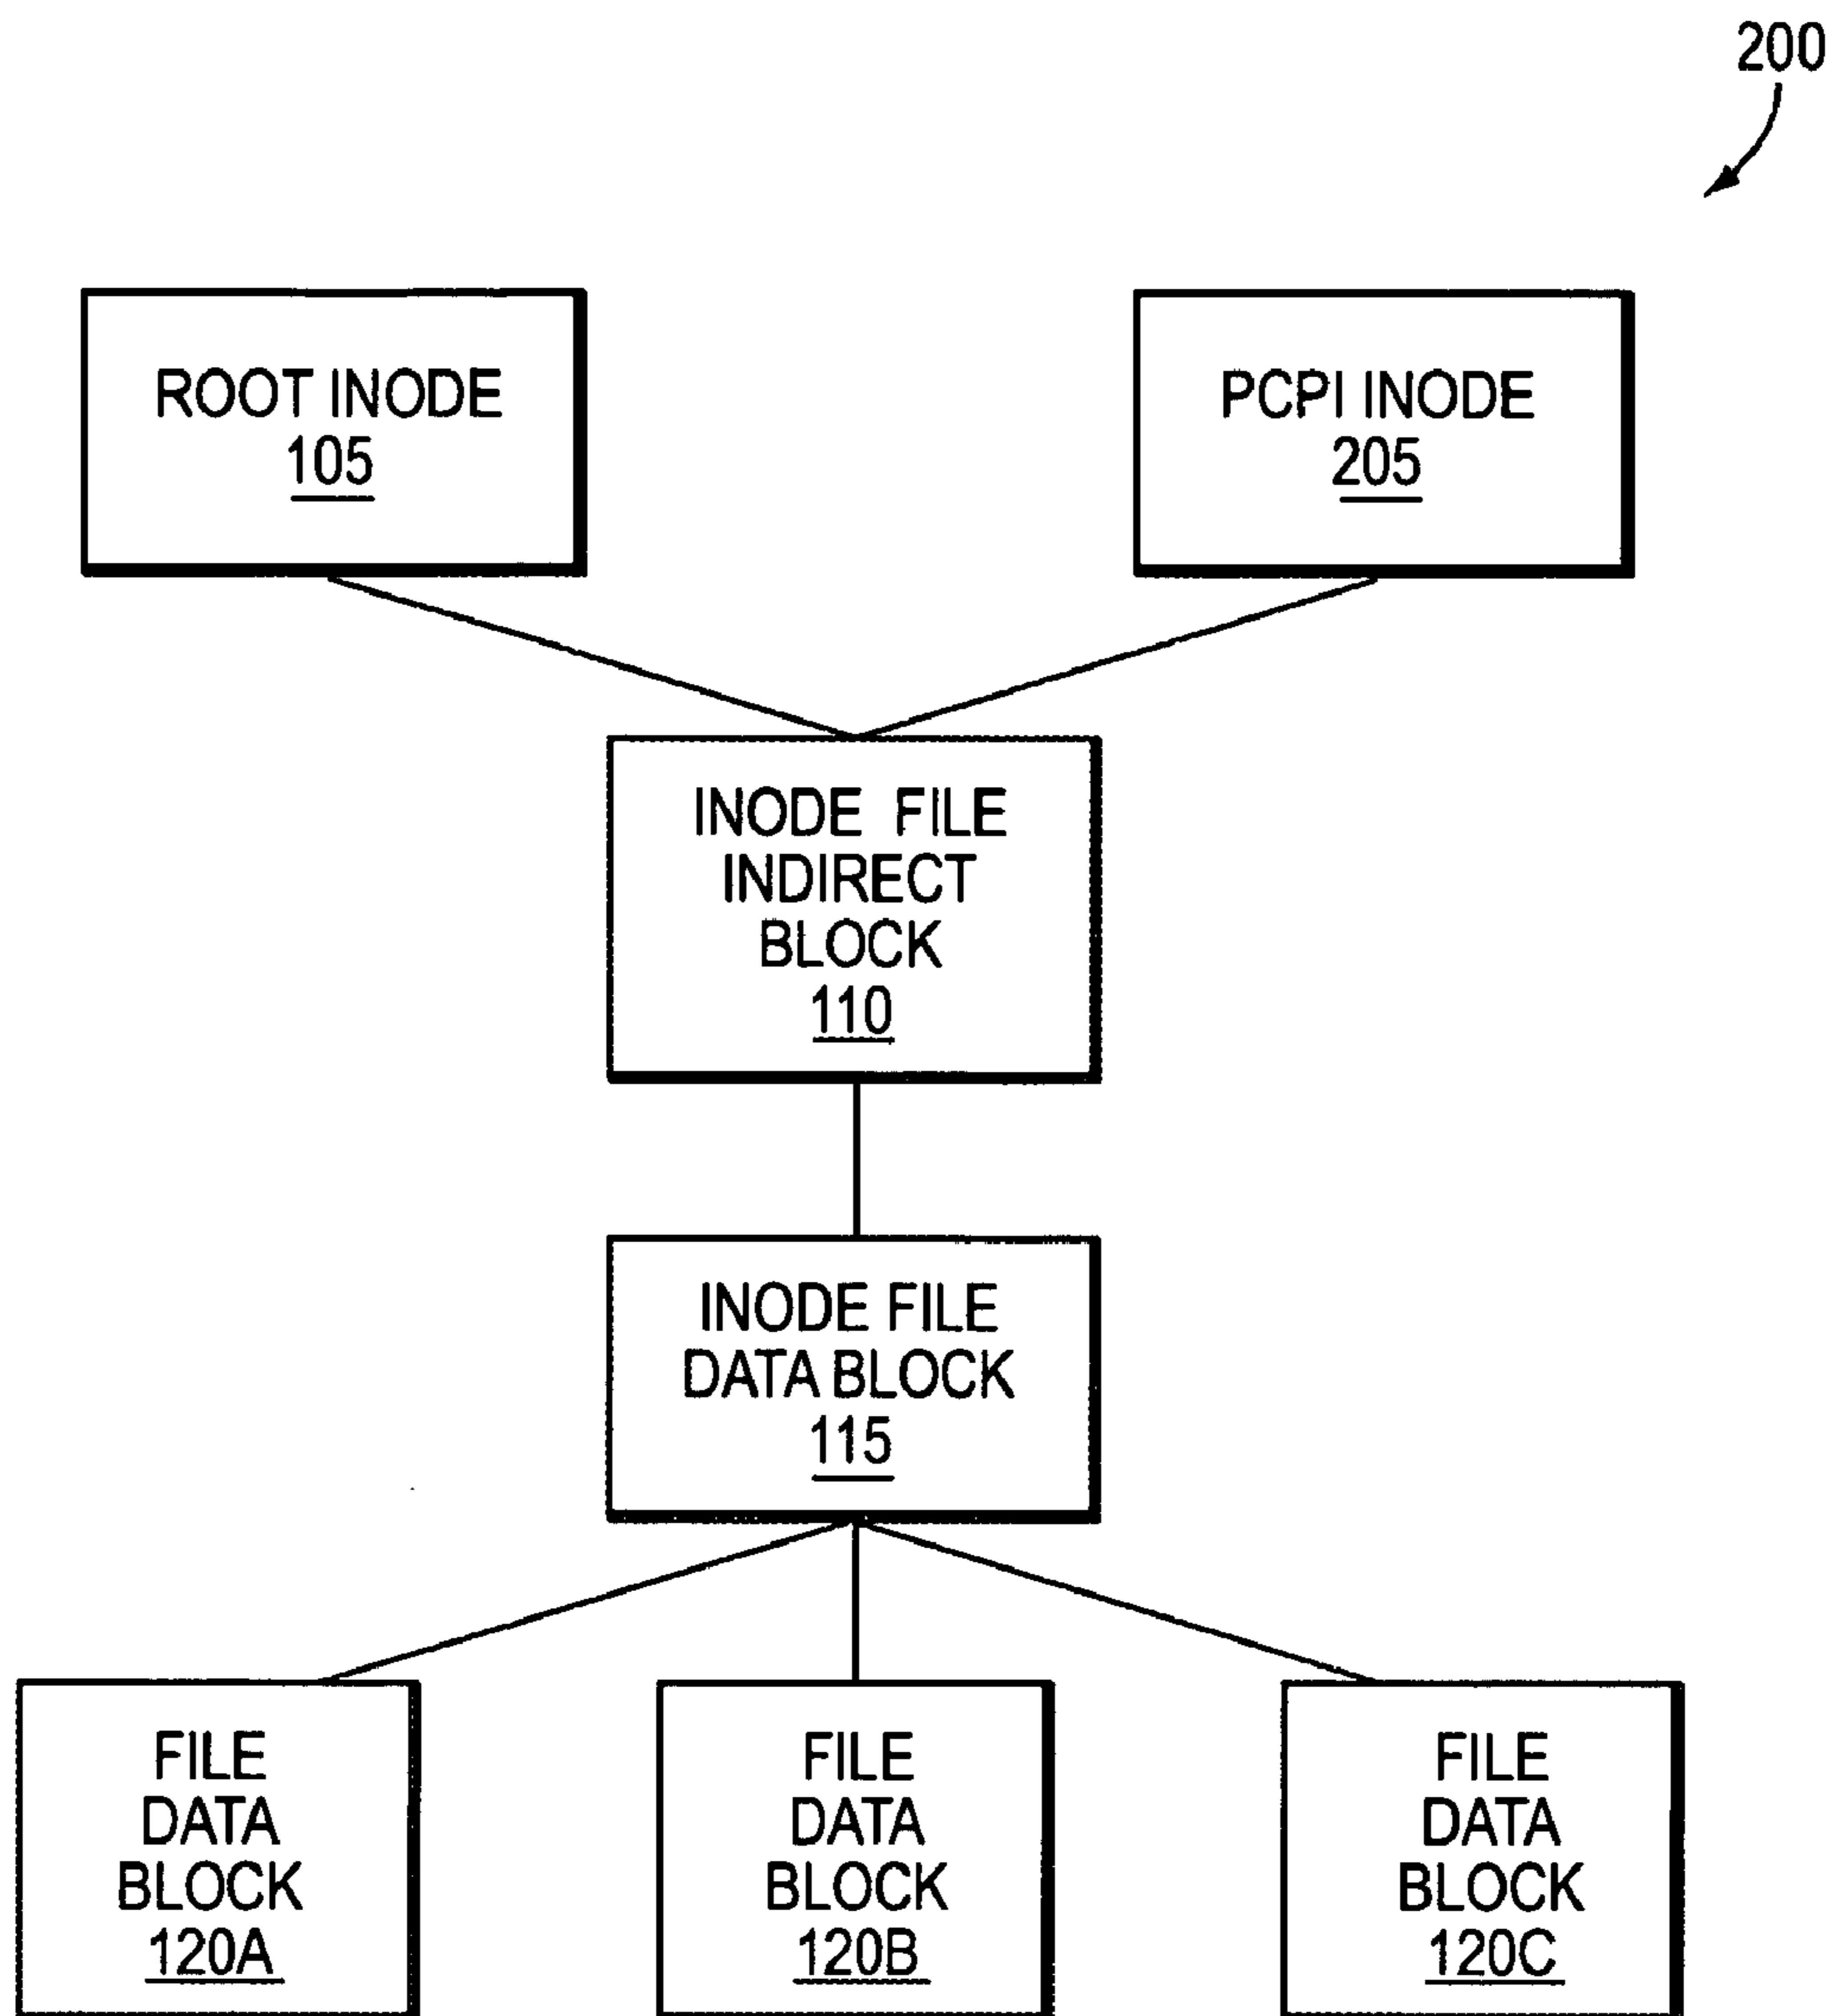 200
ROOT INODE
105
PCPI INODE
205
INODE FILE
INDIRECT
BLOCK
110
INODE FILE
DATA BLOCK
115
FILE
DATA
BLOCK
120A
FILE
DATA
BLOCK
120B
FILE
DATA
BLOCK
120C